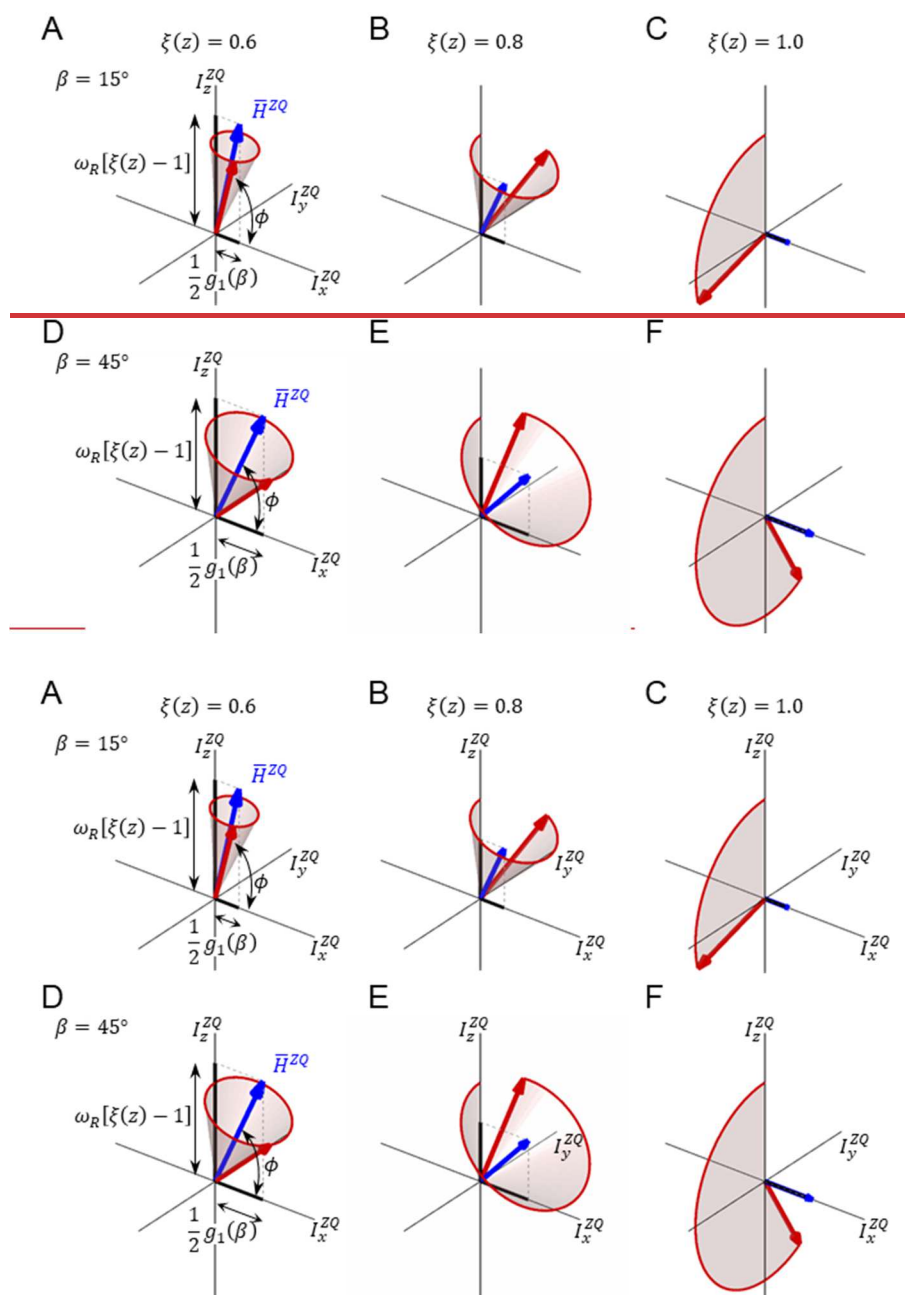 A ξ(z) = 0.6 B ξ(z) = 0.8 C ξ(z) = 1.0
β = 15° I_z^{ZQ}
H̅^{ZQ}
ω_R[ξ(z) − 1]
I_y^{ZQ}
ϕ
1/2 g_1(β) I_x^{ZQ}
D E F
β = 45° I_z^{ZQ}
H̅^{ZQ}
ω_R[ξ(z) − 1]
ϕ
1/2 g_1(β) I_x^{ZQ}
A ξ(z) = 0.6 B ξ(z) = 0.8 C ξ(z) = 1.0
β = 15° I_z^{ZQ} I_z^{ZQ} I_z^{ZQ}
H̅^{ZQ}
ω_R[ξ(z) − 1]
I_y^{ZQ} I_y^{ZQ} I_y^{ZQ}
ϕ
1/2 g_1(β) I_x^{ZQ} I_x^{ZQ} I_x^{ZQ}
D E F
β = 45° I_z^{ZQ} I_z^{ZQ} I_z^{ZQ}
H̅^{ZQ}
ω_R[ξ(z) − 1]
I_y^{ZQ} I_y^{ZQ}
ϕ
1/2 g_1(β) I_x^{ZQ} I_x^{ZQ} I_x^{ZQ}